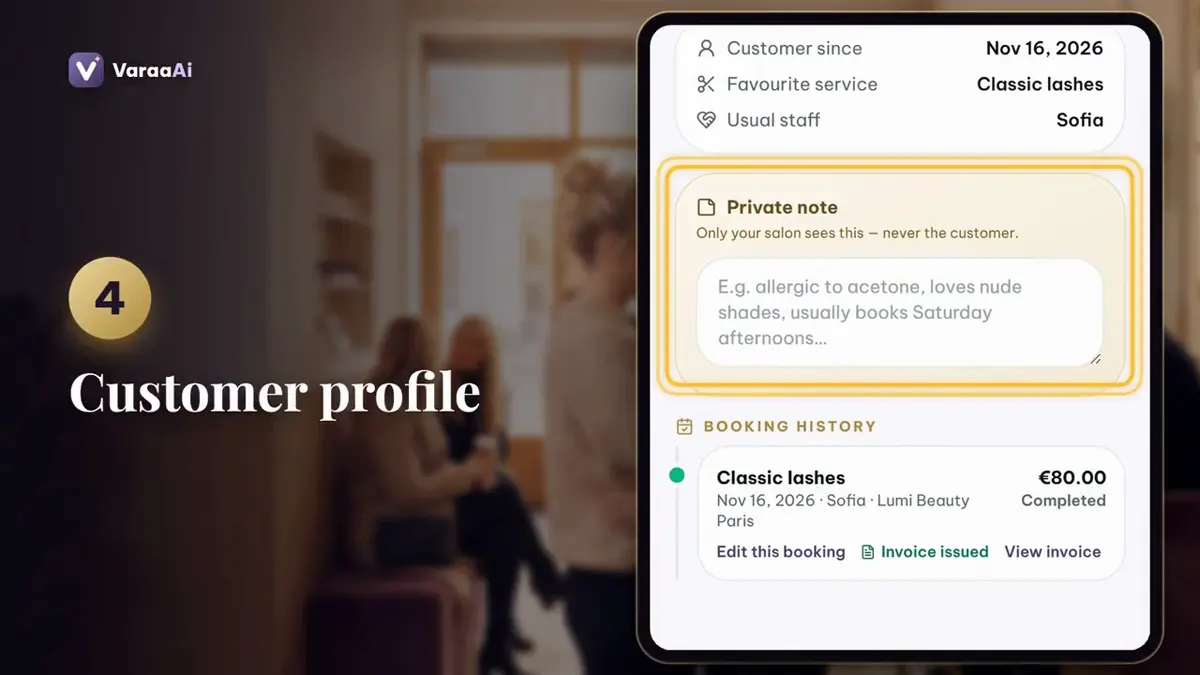 VaraaAi
4
Customer profile
Customer since Nov 16, 2026
Favourite service Classic lashes
Usual staff Sofia
Private note
Only your salon sees this — never the customer.
E.g. allergic to acetone, loves nude
shades, usually books Saturday
afternoons...
BOOKING HISTORY
Classic lashes €80.00
Nov 16, 2026 · Sofia · Lumi Beauty Completed
Paris
Edit this booking Invoice issued View invoice